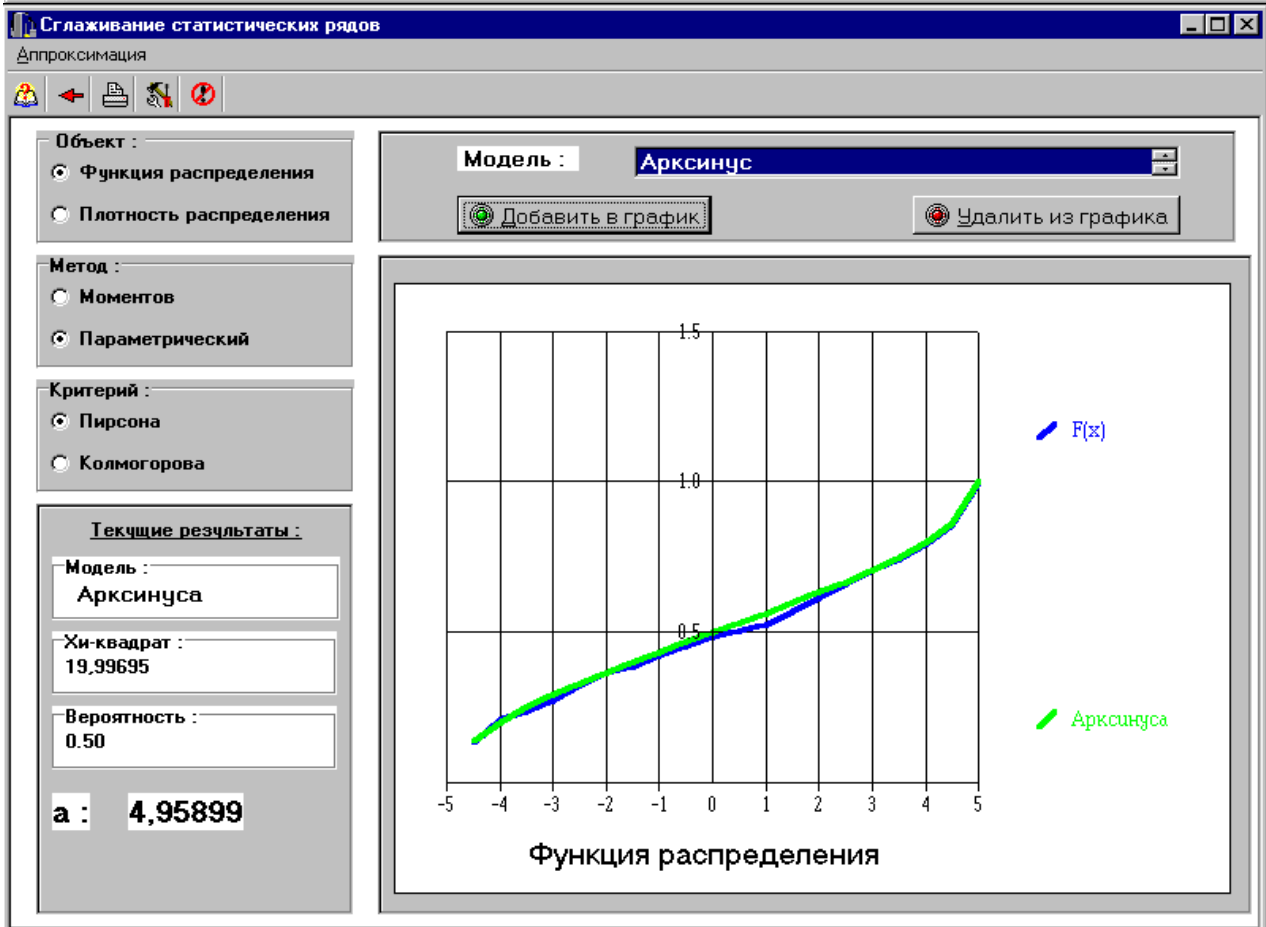 Сглаживание статистических рядов
Аппроксимация
Объект :
Функция распределения
Плотность распределения
Модель :
Арксинус
Добавить в график
Удалить из графика
Метод :
Моментов
Параметрический
Критерий :
Пирсона
Колмогорова
Текущие результаты :
Модель :
Арксинуса
Хи-квадрат :
19,99695
Вероятность :
0.50
a : 4,95899
1.5
1.0
0.5
-5 -4 -3 -2 -1 0 1 2 3 4 5
Функция распределения
F(x)
Арксинуса